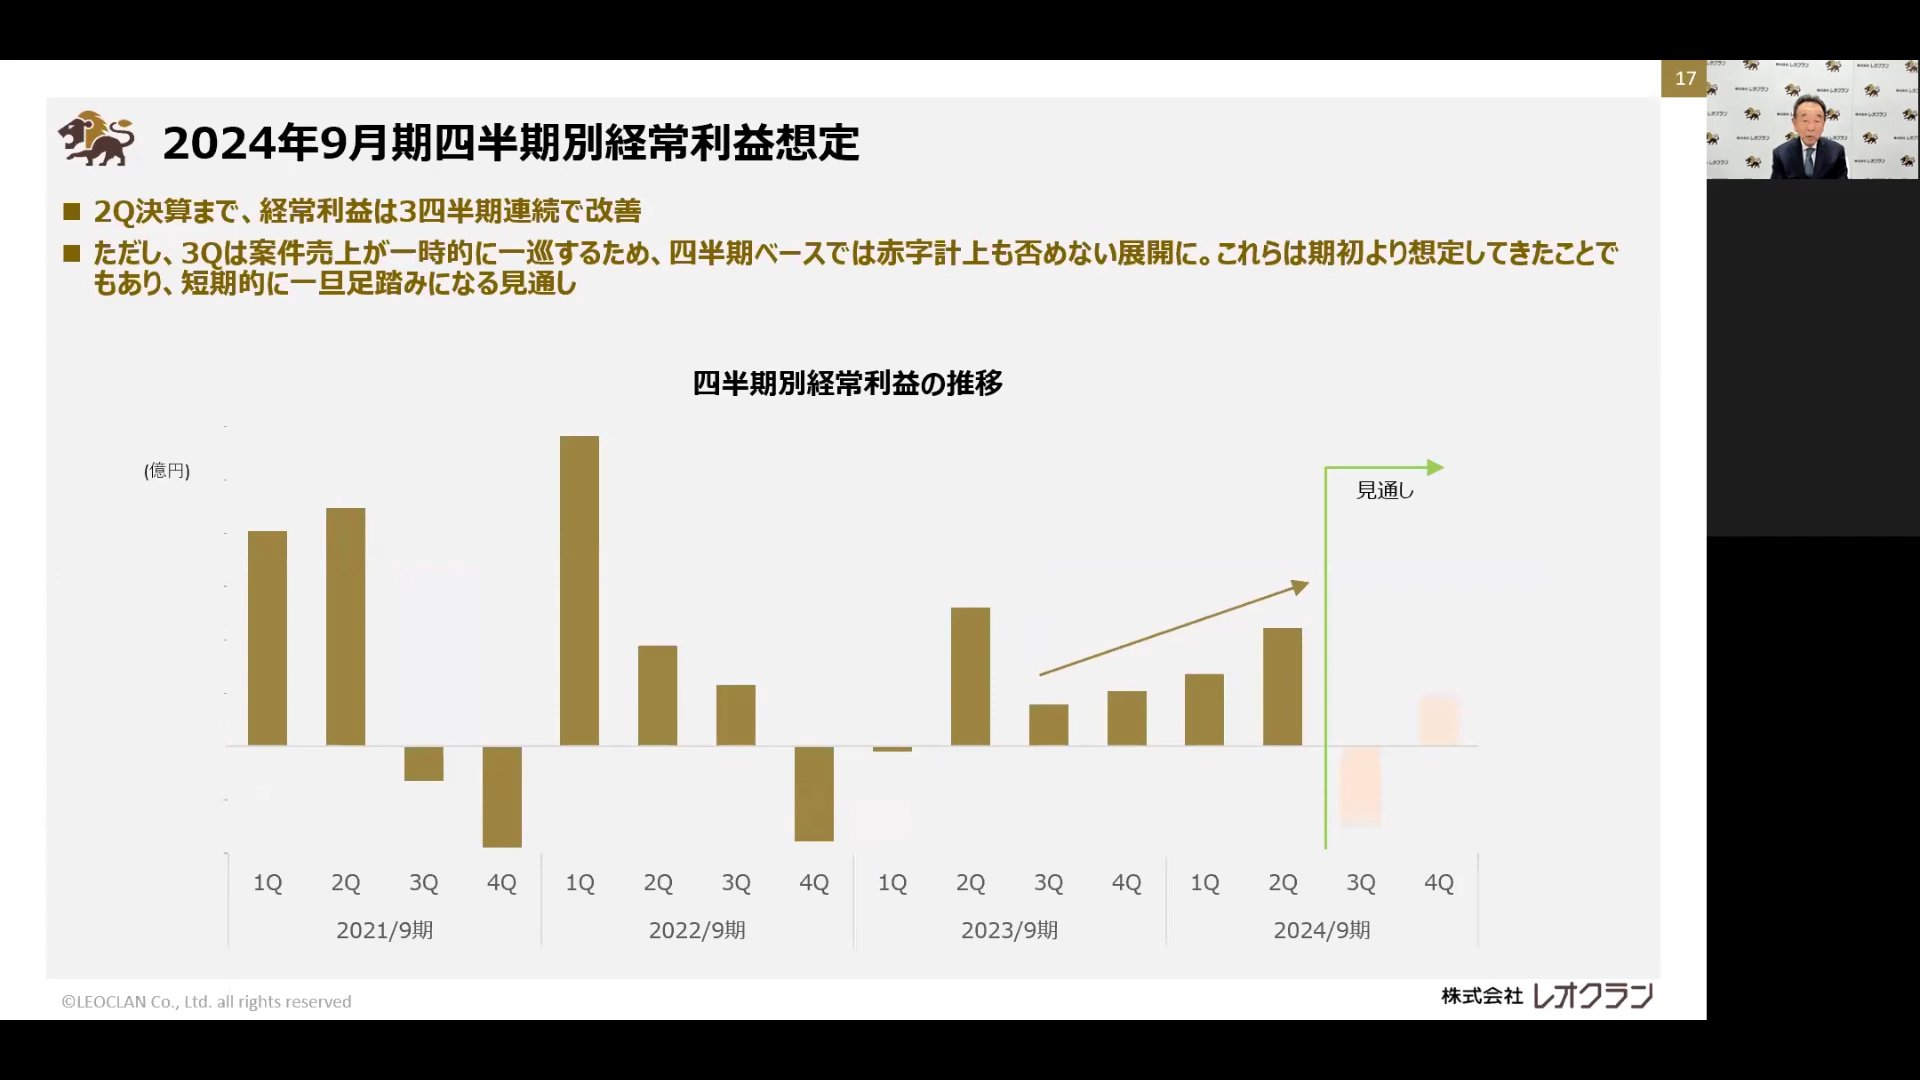 17
2024年9月期四半期別経常利益想定
■ 2Q決算まで、経常利益は3四半期連続で改善
■ ただし、3Qは案件売上が一時的に一巡するため、四半期ベースでは赤字計上も否めない展開に。これらは期初より想定してきたことで
もあり、短期的に一旦足踏みになる見通し
四半期別経常利益の推移
(億円)
見通し
1Q 2Q 3Q 4Q 1Q 2Q 3Q 4Q 1Q 2Q 3Q 4Q 1Q 2Q 3Q 4Q
2021/9期 2022/9期 2023/9期 2024/9期
©LEOCLAN Co., Ltd. all rights reserved
株式会社 レオクラン